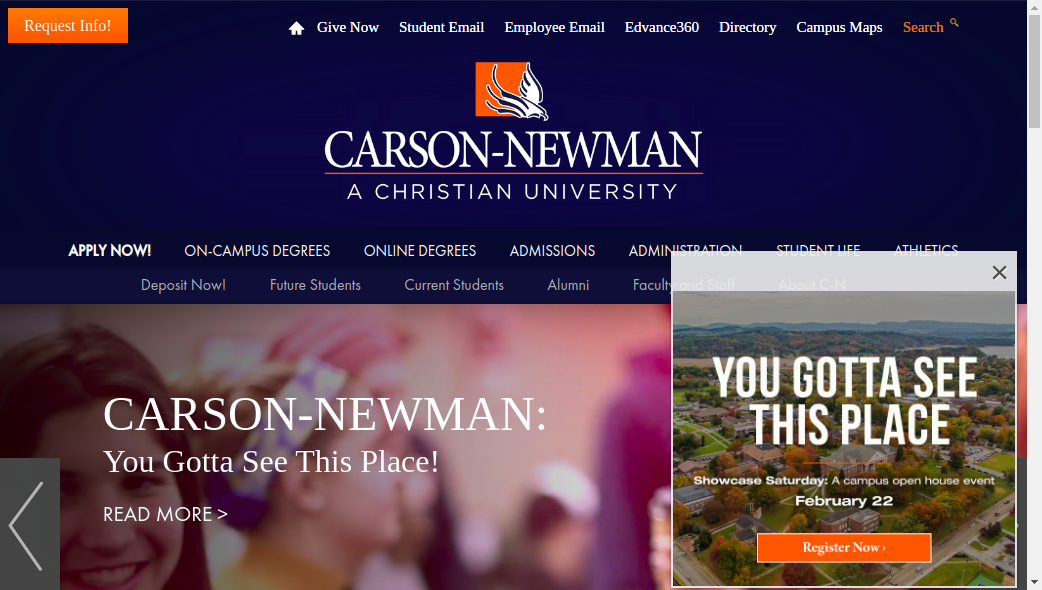 Request Info!
Give Now Student Email Employee Email Edvance360 Directory Campus Maps Search
CARSON-NEWMAN
A CHRISTIAN UNIVERSITY
APPLY NOW! ON-CAMPUS DEGREES ONLINE DEGREES ADMISSIONS ADMINISTRATION STUDENT LIFE ATHLETICS
Deposit Now! Future Students Current Students Alumni Faculty and Staff About C-N
CARSON-NEWMAN:
You Gotta See This Place!
READ MORE >
YOU GOTTA SEE
THIS PLACE
Showcase Saturday: A campus open house event
February 22
Register Now ›